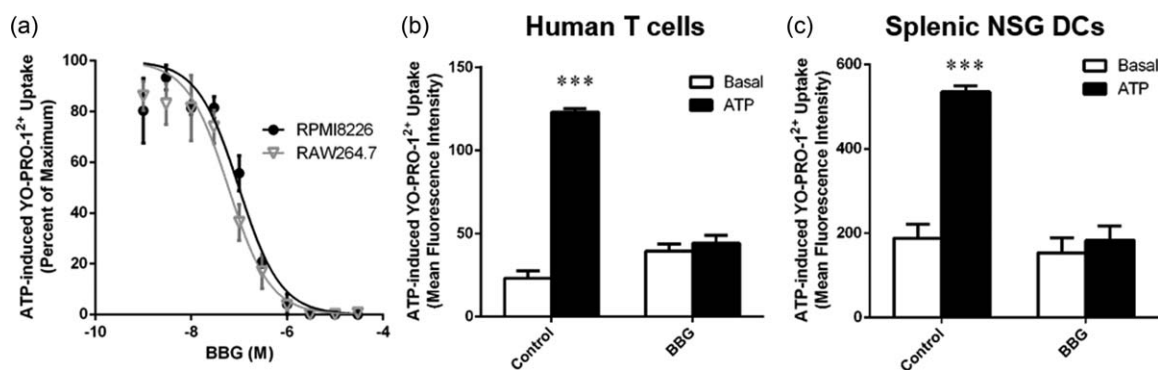 (a)
ATP-induced YO-PRO-1²⁺ Uptake
(Percent of Maximum)
100
80
60
40
20
0
-10
-8
-6
-4
BBG (M)
RPMI8226
RAW264.7
(b)
Human T cells
ATP-induced YO-PRO-1²⁺ Uptake
(Mean Fluorescence Intensity)
150
100
50
0
***
Basal
ATP
Control
BBG
(c)
Splenic NSG DCs
ATP-induced YO-PRO-1²⁺ Uptake
(Mean Fluorescence Intensity)
600
400
200
0
***
Basal
ATP
Control
BBG